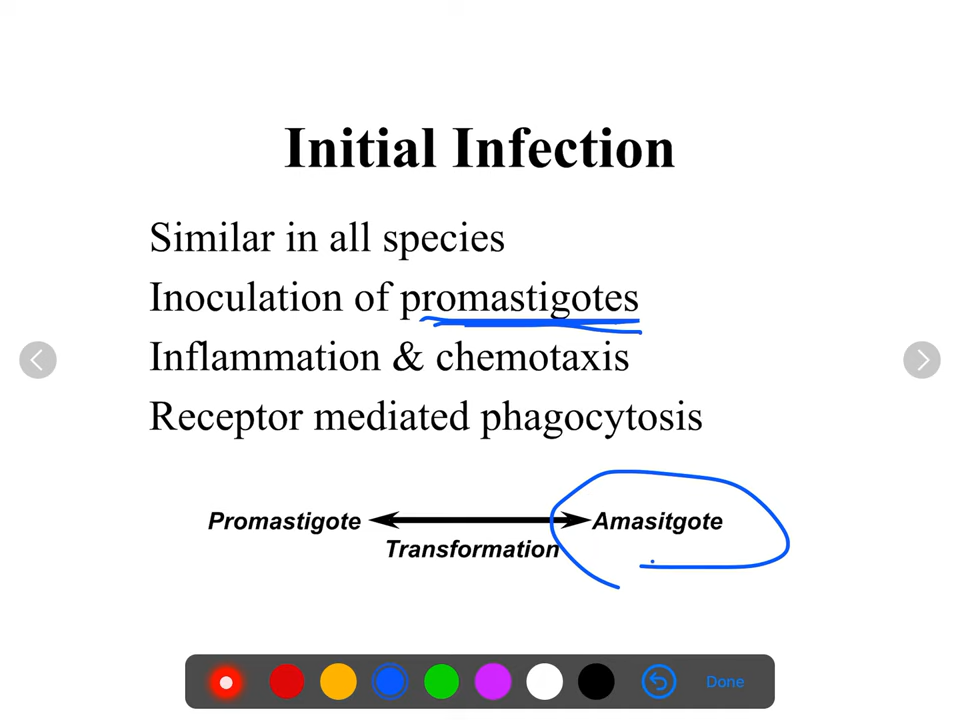 Initial Infection
Similar in all species
Inoculation of promastigotes
Inflammation & chemotaxis
Receptor mediated phagocytosis
Promastigote Amasitgote
Transformation
Done